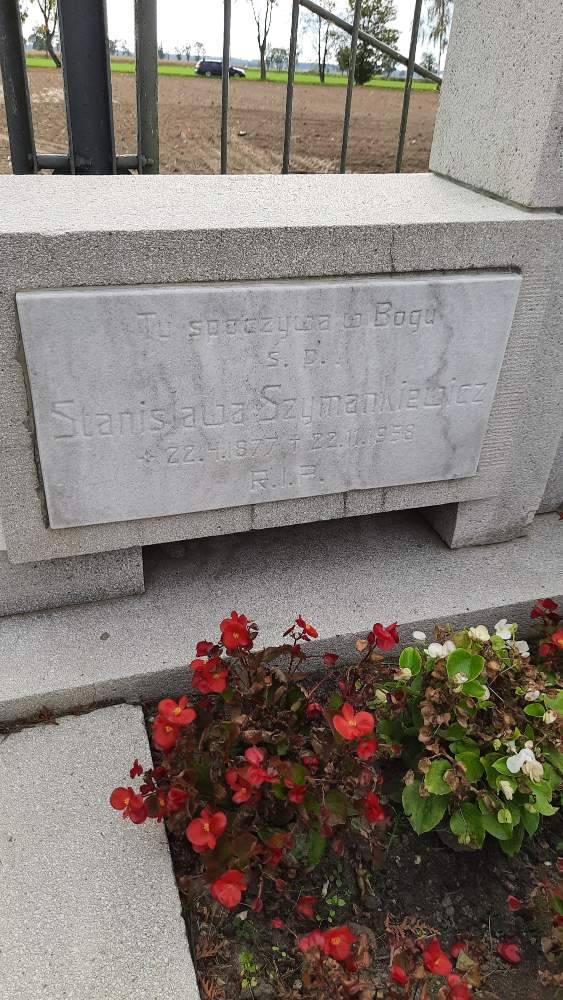 Tu spoczywa w Bogu
ś. p.
Stanisława Szymankiewicz
* 22.4.1877 + 22.11.1958
R.I.P.